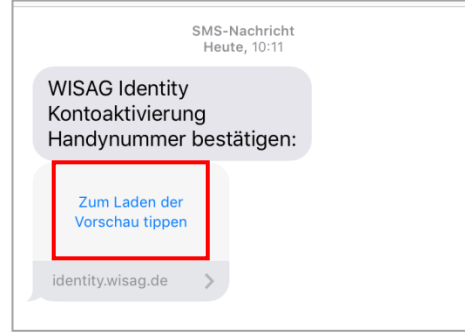 SMS-Nachricht
Heute, 10:11
WISAG Identity
Kontoaktivierung
Handynummer bestätigen:
Zum Laden der
Vorschau tippen
identity.wisag.de